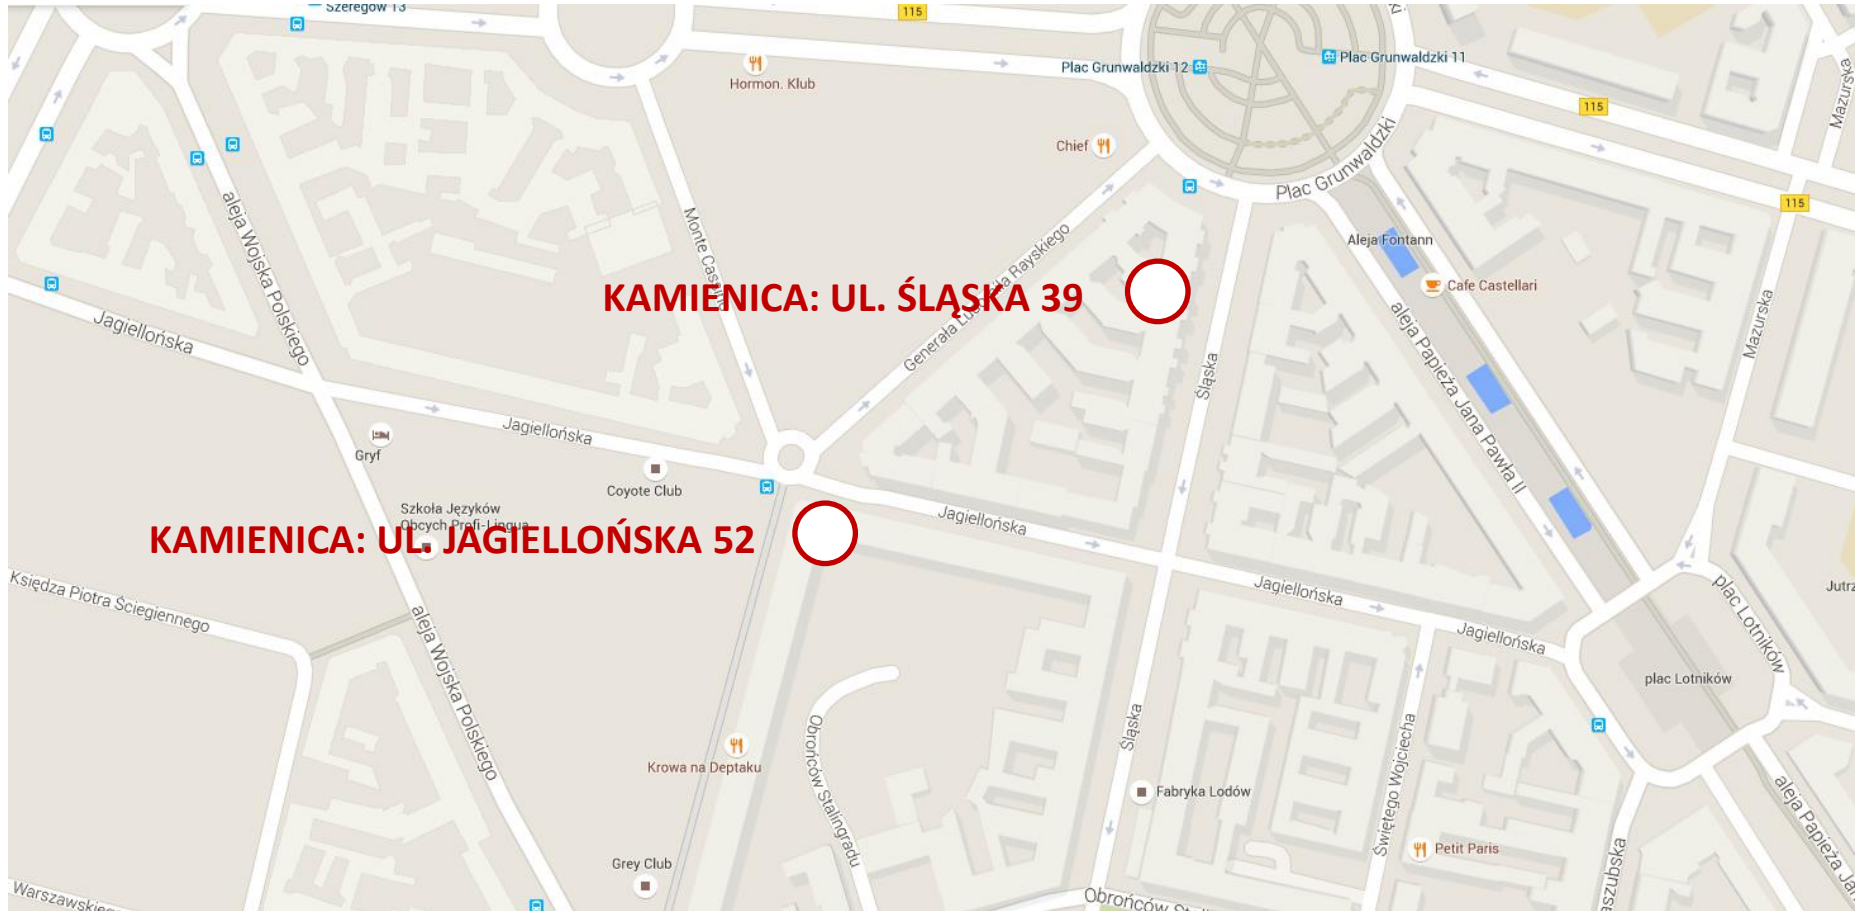 Szeregów 13
115
Plac Grunwaldzki 12
Plac Grunwaldzki 11
Hormon. Klub
115
Mazurska
Chief
Plac Grunwaldzki
115
aleja Wojska Polskiego
Monte Cassino
Generała Ludomiła Rayskiego
Aleja Fontann
Cafe Castellari
KAMIENICA: UL. ŚLĄSKA 39
Jagiellońska
Śląska
aleja Papieża Jana Pawła II
Mazurska
Jagiellońska
Gryf
Coyote Club
Szkoła Języków
Obcych Profi-Lingua
KAMIENICA: UL. JAGIELLOŃSKA 52
Jagiellońska
Księdza Piotra Ściegiennego
Jagiellońska
Jagiellońska
plac Lotników
plac Lotników
aleja Wojska Polskiego
Śląska
Krowa na Deptaku
Obrońców Stalingradu
Fabryka Lodów
Świętego Wojciecha
Petit Paris
Grey Club
aleja Papieża